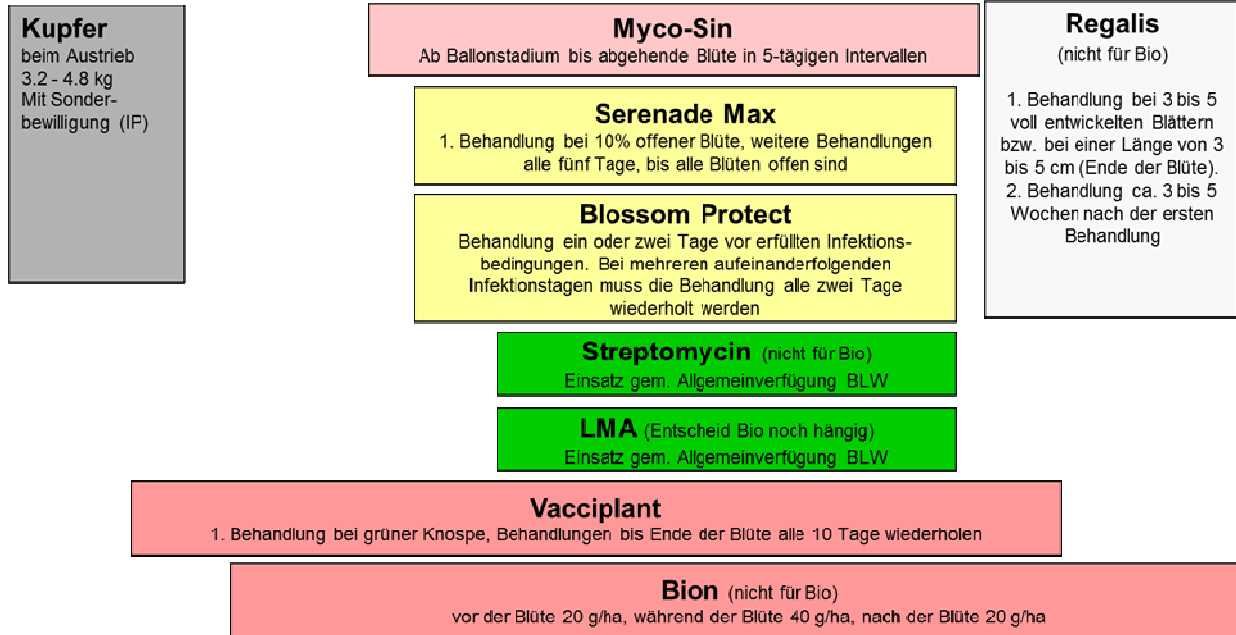 Kupfer
beim Austrieb
3.2 - 4.8 kg
Mit Sonder-
bewilligung (IP)
Myco-Sin
Ab Ballonstadium bis abgehende Blüte in 5-tägigen Intervallen
Serenade Max
1. Behandlung bei 10% offener Blüte, weitere Behandlungen
alle fünf Tage, bis alle Blüten offen sind
Blossom Protect
Behandlung ein oder zwei Tage vor erfüllten Infektions-
bedingungen. Bei mehreren aufeinanderfolgenden
Infektionstagen muss die Behandlung alle zwei Tage
wiederholt werden
Regalis
(nicht für Bio)
1. Behandlung bei 3 bis 5
voll entwickelten Blättern
bzw. bei einer Länge von 3
bis 5 cm (Ende der Blüte).
2. Behandlung ca. 3 bis 5
Wochen nach der ersten
Behandlung
Streptomycin (nicht für Bio)
Einsatz gem. Allgemeinverfügung BLW
LMA (Entscheid Bio noch hängig)
Einsatz gem. Allgemeinverfügung BLW
Vacciplant
1. Behandlung bei grüner Knospe, Behandlungen bis Ende der Blüte alle 10 Tage wiederholen
Bion (nicht für Bio)
vor der Blüte 20 g/ha, während der Blüte 40 g/ha, nach der Blüte 20 g/ha